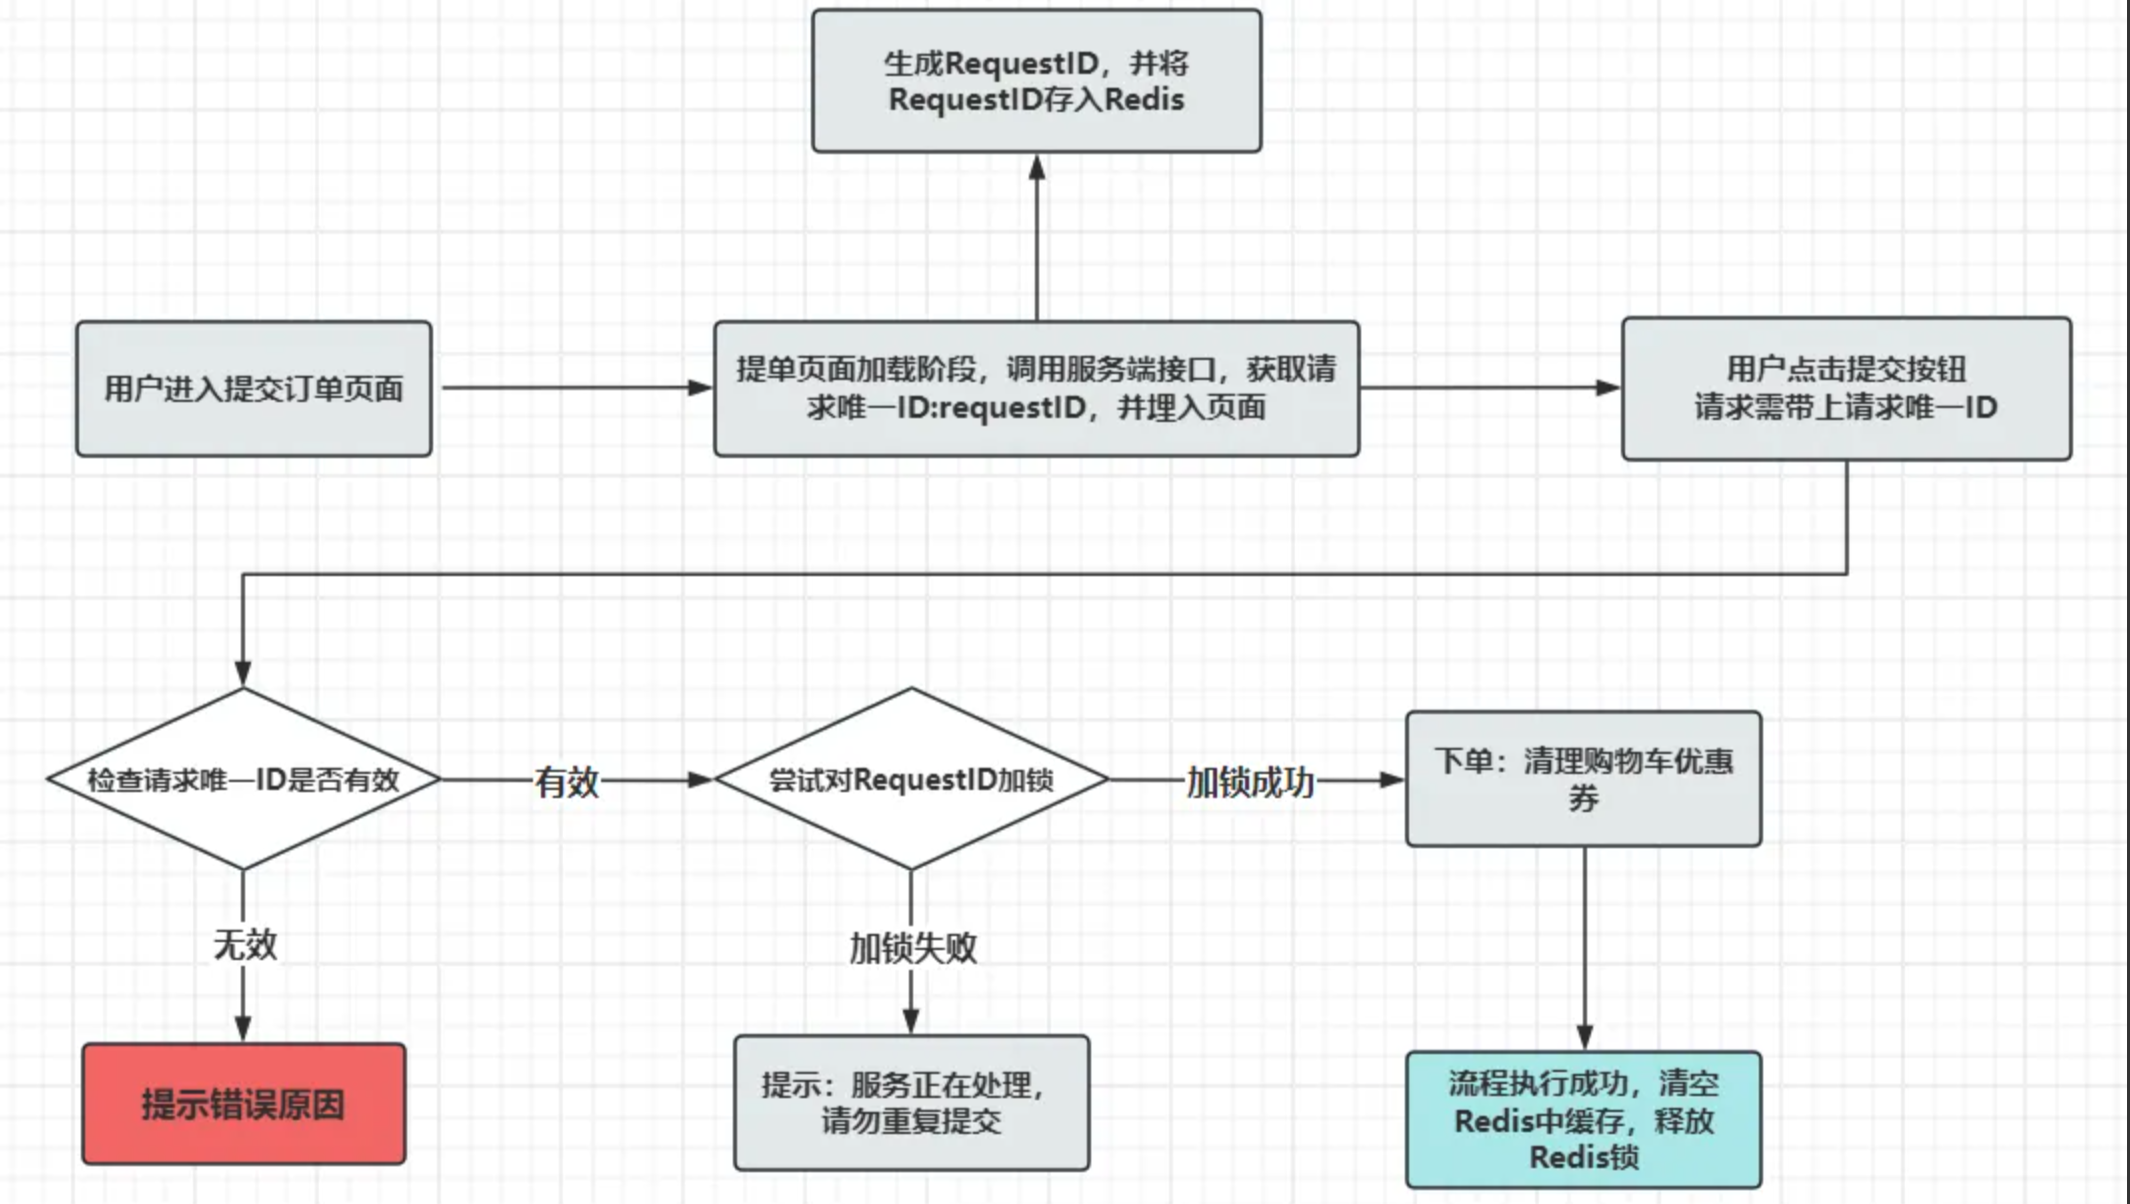 生成RequestID，并将
RequestID存入Redis
用户进入提交订单页面
提单页面加载阶段，调用服务端接口，获取请
求唯一ID:requestID，并埋入页面
用户点击提交按钮
请求需带上请求唯一ID
检查请求唯一ID是否有效
有效
尝试对RequestID加锁
加锁成功
下单：清理购物车优惠
券
无效
加锁失败
提示错误原因
提示：服务正在处理，
请勿重复提交
流程执行成功，清空
Redis中缓存，释放
Redis锁